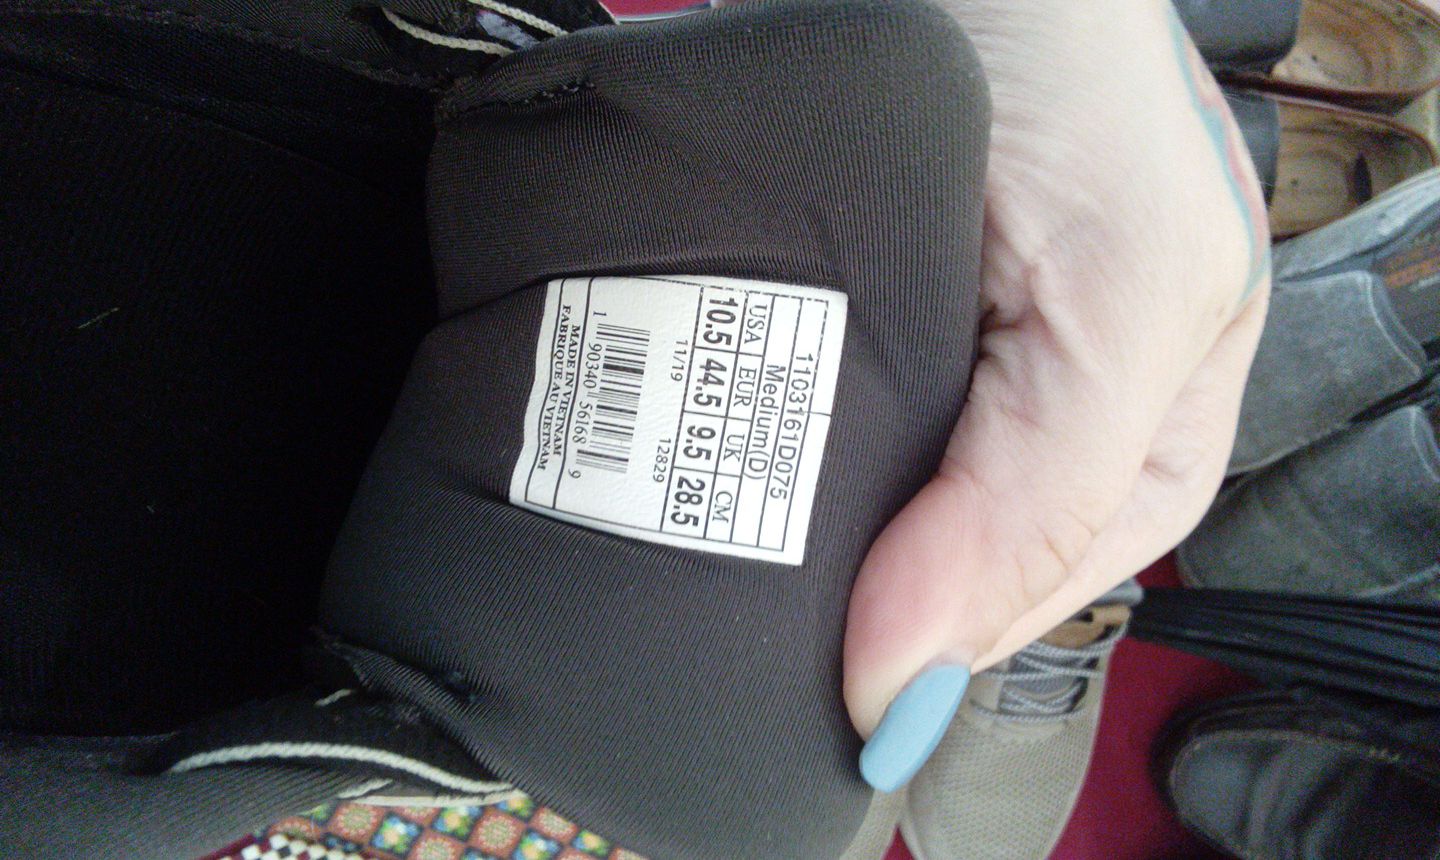 1103161D075
Medium(D)
USA EUR UK CM
10.5 44.5 9.5 28.5
11/19 12829
1 90340 56168 9
MADE IN VIETNAM
FABRIQUE AU VIETNAM